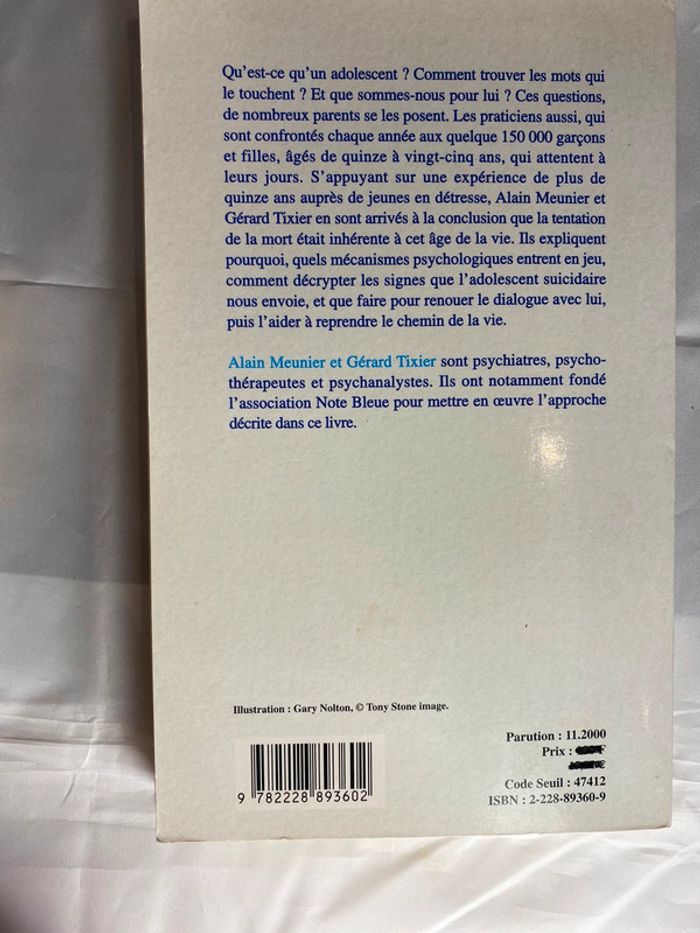 Qu’est-ce qu’un adolescent ? Comment trouver les mots qui
le touchent ? Et que sommes-nous pour lui ? Ces questions,
de nombreux parents se les posent. Les praticiens aussi, qui
sont confrontés chaque année aux quelque 150 000 garçons
et filles, âgés de quinze à vingt-cinq ans, qui attentent à
leurs jours. S’appuyant sur une expérience de plus de
quinze ans auprès de jeunes en détresse, Alain Meunier et
Gérard Tixier en sont arrivés à la conclusion que la tentation
de la mort était inhérente à cet âge de la vie. Ils expliquent
pourquoi, quels mécanismes psychologiques entrent en jeu,
comment décrypter les signes que l’adolescent suicidaire
nous envoie, et que faire pour renouer le dialogue avec lui,
puis l’aider à reprendre le chemin de la vie.
Alain Meunier et Gérard Tixier sont psychiatres, psycho-
thérapeutes et psychanalystes. Ils ont notamment fondé
l’association Note Bleue pour mettre en œuvre l’approche
décrite dans ce livre.
Illustration : Gary Nolton, © Tony Stone image.
Parution : 11.2000
Prix : F
€
Code Seuil : 47412
ISBN : 2-228-89360-9
9 782228 893602